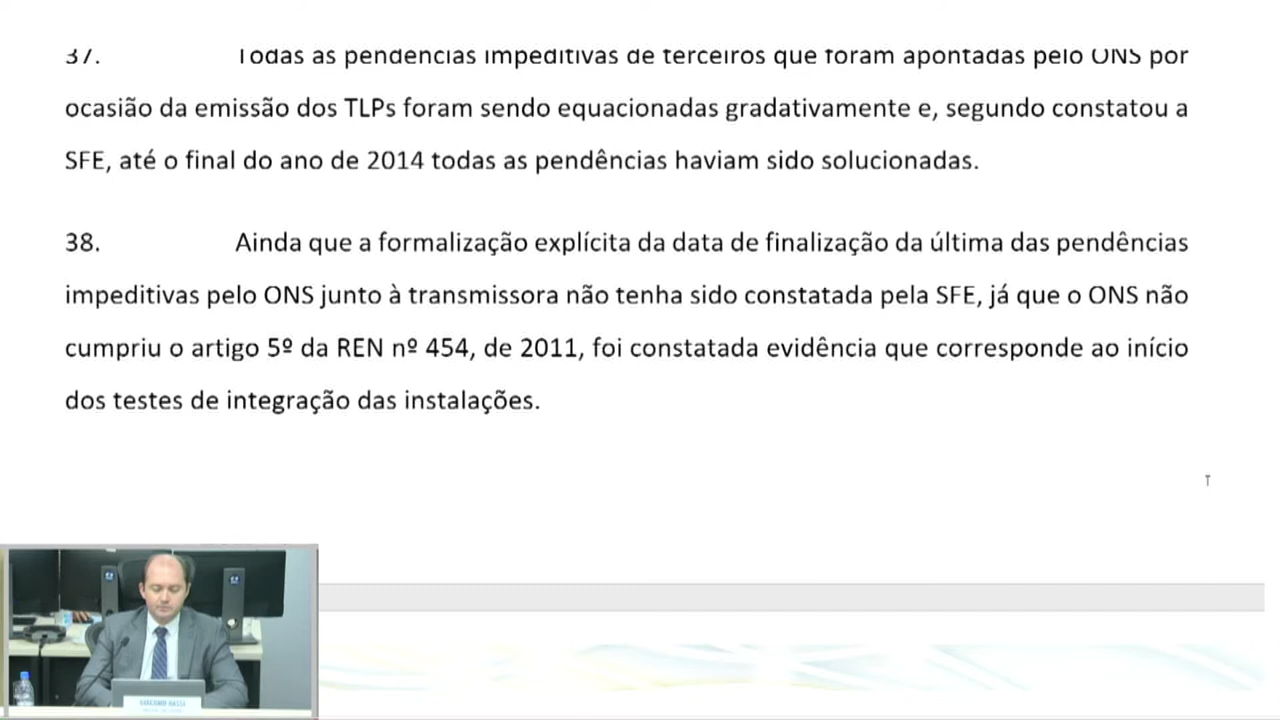 37. Todas as pendências impeditivas de terceiros que foram apontadas pelo ONS por
ocasião da emissão dos TLPs foram sendo equacionadas gradativamente e, segundo constatou a
SFE, até o final do ano de 2014 todas as pendências haviam sido solucionadas.
38. Ainda que a formalização explícita da data de finalização da última das pendências
impeditivas pelo ONS junto à transmissora não tenha sido constatada pela SFE, já que o ONS não
cumpriu o artigo 5º da REN nº 454, de 2011, foi constatada evidência que corresponde ao início
dos testes de integração das instalações.